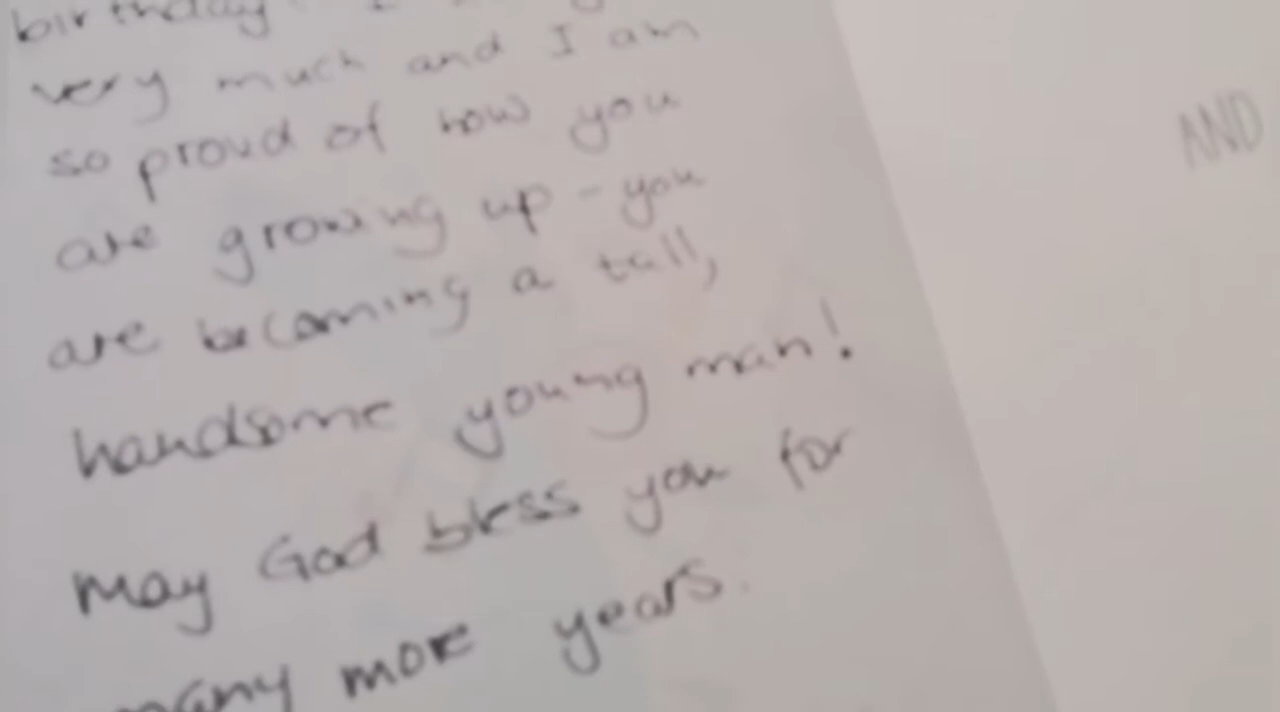 birthday
very much and I am
so proud of how you
are growing up - you
are becoming a tall,
handsome young man!
May God bless you for
many more years.
AND